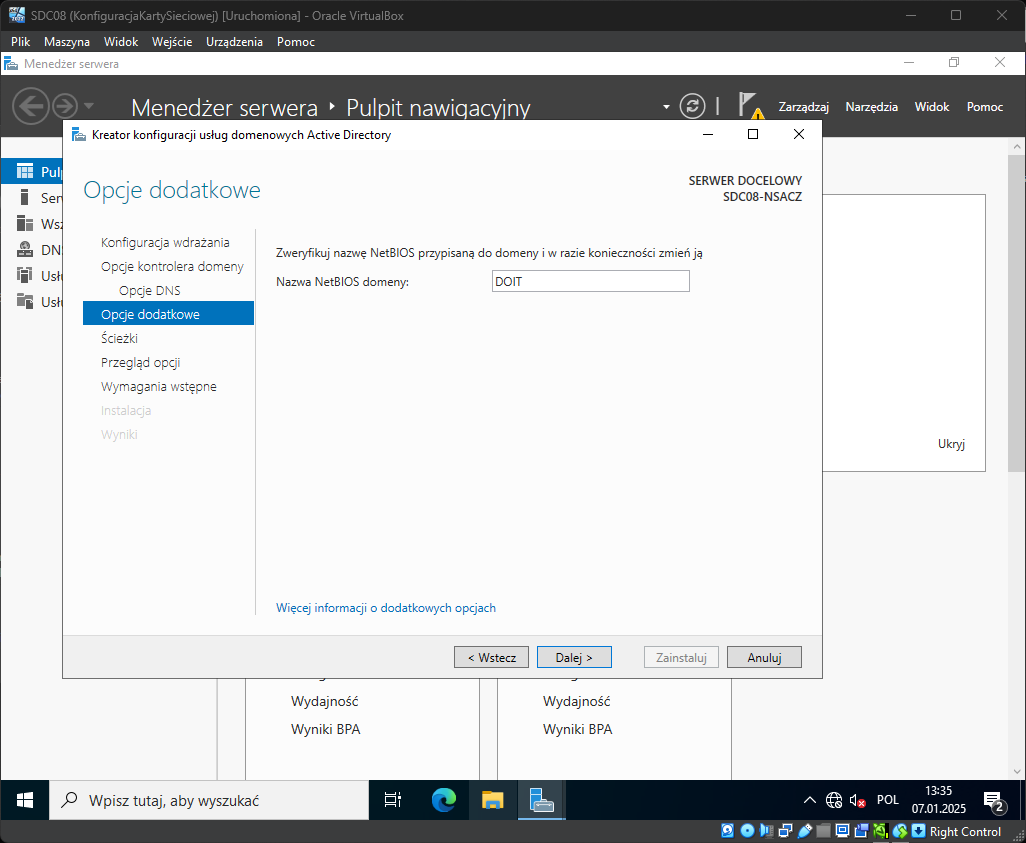 SDC08 (KonfiguracjaKartySieciowej) [Uruchomiona] - Oracle VirtualBox
Plik Maszyna Widok Wejście Urządzenia Pomoc
Menedżer serwera
Menedżer serwera Pulpit nawigacyjny
Zarządzaj Narzędzia Widok Pomoc
Kreator konfiguracji usług domenowych Active Directory
Pulp
Ser
Wsz
DN
Usłu
Usłu
Opcje dodatkowe
SERWER DOCELOWY
SDC08-NSACZ
Konfiguracja wdrażania
Opcje kontrolera domeny
Opcje DNS
Opcje dodatkowe
Ścieżki
Przegląd opcji
Wymagania wstępne
Instalacja
Wyniki
Zweryfikuj nazwę NetBIOS przypisaną do domeny i w razie konieczności zmień ją
Nazwa NetBIOS domeny: DOIT
Więcej informacji o dodatkowych opcjach
< Wstecz Dalej > Zainstaluj Anuluj
Ukryj
Wydajność Wydajność
Wyniki BPA Wyniki BPA
Wpisz tutaj, aby wyszukać
POL
13:35
07.01.2025
2
Right Control